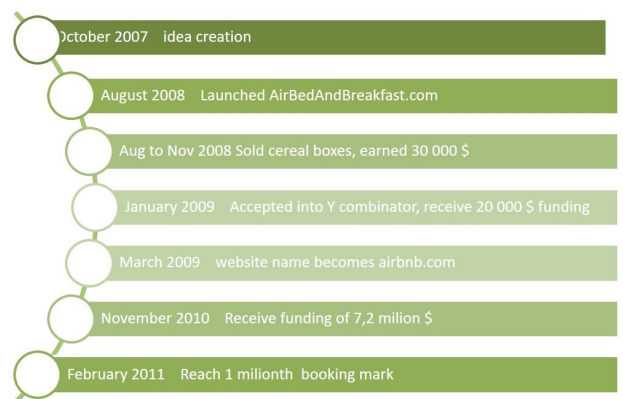 October 2007 idea creation
August 2008 Launched AirBedAndBreakfast.com
Aug to Nov 2008 Sold cereal boxes, earned 30 000 $
January 2009 Accepted into Y combinator, receive 20 000 $ funding
March 2009 website name becomes airbnb.com
November 2010 Receive funding of 7,2 milion $
February 2011 Reach 1 milionth booking mark